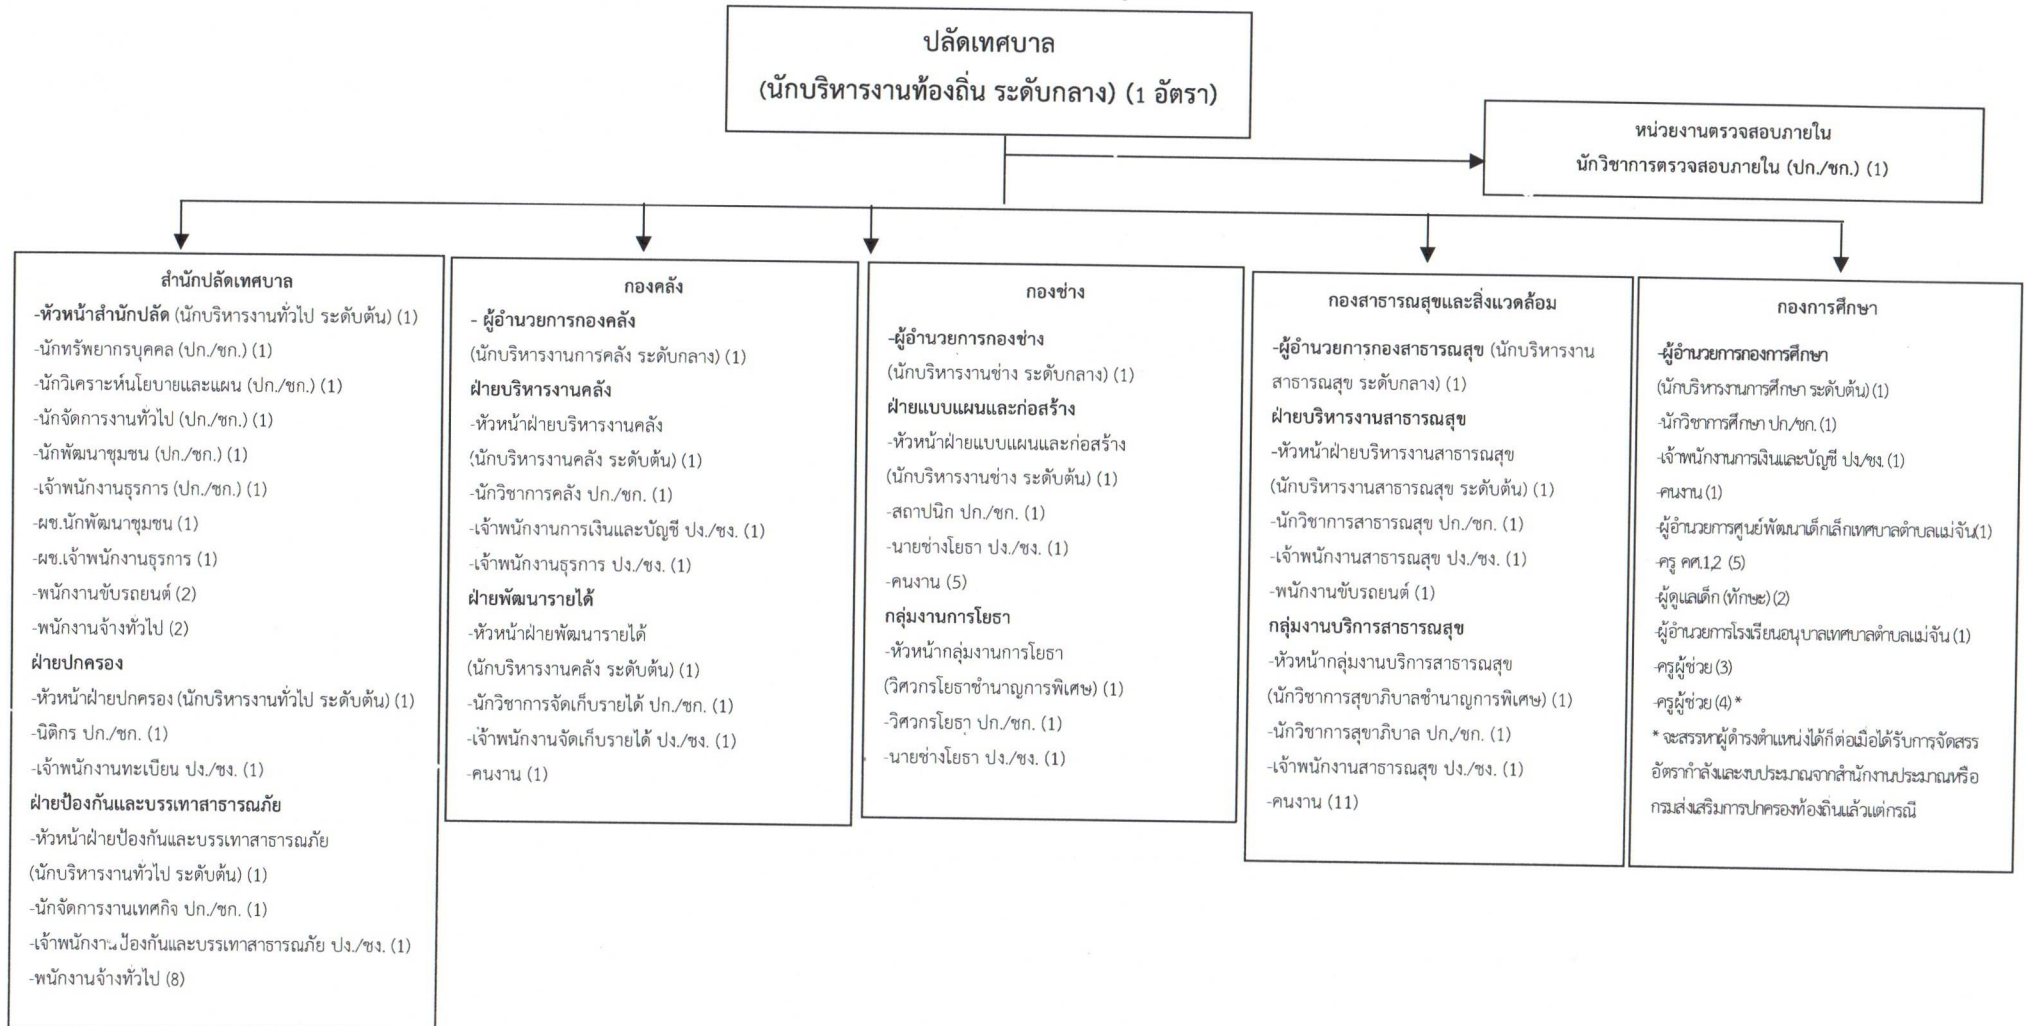 ปลัดเทศบาล
(นักบริหารงานท้องถิ่น ระดับกลาง) (1 อัตรา)
หน่วยงานตรวจสอบภายใน
นักวิชาการตรวจสอบภายใน (ปก./ชก.) (1)
สำนักปลัดเทศบาล
-หัวหน้าสำนักปลัด (นักบริหารงานทั่วไป ระดับต้น) (1)
-นักทรัพยากรบุคคล (ปก./ชก.) (1)
-นักวิเคราะห์นโยบายและแผน (ปก./ชก.) (1)
-นักจัดการงานทั่วไป (ปก./ชก.) (1)
-นักพัฒนาชุมชน (ปก./ชก.) (1)
-เจ้าพนักงานธุรการ (ปก./ชก.) (1)
-ผช.นักพัฒนาชุมชน (1)
-ผช.เจ้าพนักงานธุรการ (1)
-พนักงานขับรถยนต์ (2)
-พนักงานจ้างทั่วไป (2)
ฝ่ายปกครอง
-หัวหน้าฝ่ายปกครอง (นักบริหารงานทั่วไป ระดับต้น) (1)
-นิติกร ปก./ชก. (1)
-เจ้าพนักงานทะเบียน ปง./ชง. (1)
ฝ่ายป้องกันและบรรเทาสาธารณภัย
-หัวหน้าฝ่ายป้องกันและบรรเทาสาธารณภัย
(นักบริหารงานทั่วไป ระดับต้น) (1)
-นักจัดการงานเทศกิจ ปก./ชก. (1)
-เจ้าพนักงานป้องกันและบรรเทาสาธารณภัย ปง./ชง. (1)
-พนักงานจ้างทั่วไป (8)
กองคลัง
- ผู้อำนวยการกองคลัง
(นักบริหารงานการคลัง ระดับกลาง) (1)
ฝ่ายบริหารงานคลัง
-หัวหน้าฝ่ายบริหารงานคลัง
(นักบริหารงานคลัง ระดับต้น) (1)
-นักวิชาการคลัง ปก./ชก. (1)
-เจ้าพนักงานการเงินและบัญชี ปง./ชง. (1)
-เจ้าพนักงานธุรการ ปง./ชง. (1)
ฝ่ายพัฒนารายได้
-หัวหน้าฝ่ายพัฒนารายได้
(นักบริหารงานคลัง ระดับต้น) (1)
-นักวิชาการจัดเก็บรายได้ ปก./ชก. (1)
-เจ้าพนักงานจัดเก็บรายได้ ปง./ชง. (1)
-คนงาน (1)
กองช่าง
-ผู้อำนวยการกองช่าง
(นักบริหารงานช่าง ระดับกลาง) (1)
ฝ่ายแบบแผนและก่อสร้าง
-หัวหน้าฝ่ายแบบแผนและก่อสร้าง
(นักบริหารงานช่าง ระดับต้น) (1)
-สถาปนิก ปก./ชก. (1)
-นายช่างโยธา ปง./ชง. (1)
-คนงาน (5)
กลุ่มงานการโยธา
-หัวหน้ากลุ่มงานการโยธา
(วิศวกรโยธาชำนาญการพิเศษ) (1)
-วิศวกรโยธา ปก./ชก. (1)
-นายช่างโยธา ปง./ชง. (1)
กองสาธารณสุขและสิ่งแวดล้อม
-ผู้อำนวยการกองสาธารณสุข (นักบริหารงาน
สาธารณสุข ระดับกลาง) (1)
ฝ่ายบริหารงานสาธารณสุข
-หัวหน้าฝ่ายบริหารงานสาธารณสุข
(นักบริหารงานสาธารณสุข ระดับต้น) (1)
-นักวิชาการสาธารณสุข ปก./ชก. (1)
-เจ้าพนักงานสาธารณสุข ปง./ชง. (1)
-พนักงานขับรถยนต์ (1)
กลุ่มงานบริการสาธารณสุข
-หัวหน้ากลุ่มงานบริการสาธารณสุข
(นักวิชาการสุขาภิบาลชำนาญการพิเศษ) (1)
-นักวิชาการสุขาภิบาล ปก./ชก. (1)
-เจ้าพนักงานสาธารณสุข ปง./ชง. (1)
-คนงาน (11)
กองการศึกษา
-ผู้อำนวยการกองการศึกษา
(นักบริหารงานการศึกษา ระดับต้น) (1)
-นักวิชาการศึกษา ปก/ชก. (1)
-เจ้าพนักงานการเงินและบัญชี ปง/ชง. (1)
-คนงาน (1)
-ผู้อำนวยการศูนย์พัฒนาเด็กเล็กเทศบาลตำบลแม่จัน(1)
-ครู คศ.1,2 (5)
-ผู้ดูแลเด็ก (ทักษะ) (2)
-ผู้อำนวยการโรงเรียนอนุบาลเทศบาลตำบลแม่จัน (1)
-ครูผู้ช่วย (3)
-ครูผู้ช่วย (4) *
* จะสรรหาผู้ดำรงตำแหน่งได้ก็ต่อเมื่อได้รับการจัดสรร
อัตรากำลังและงบประมาณจากสำนักงานประมาณหรือ
กรมส่งเสริมการปกครองท้องถิ่นแล้วแต่กรณี